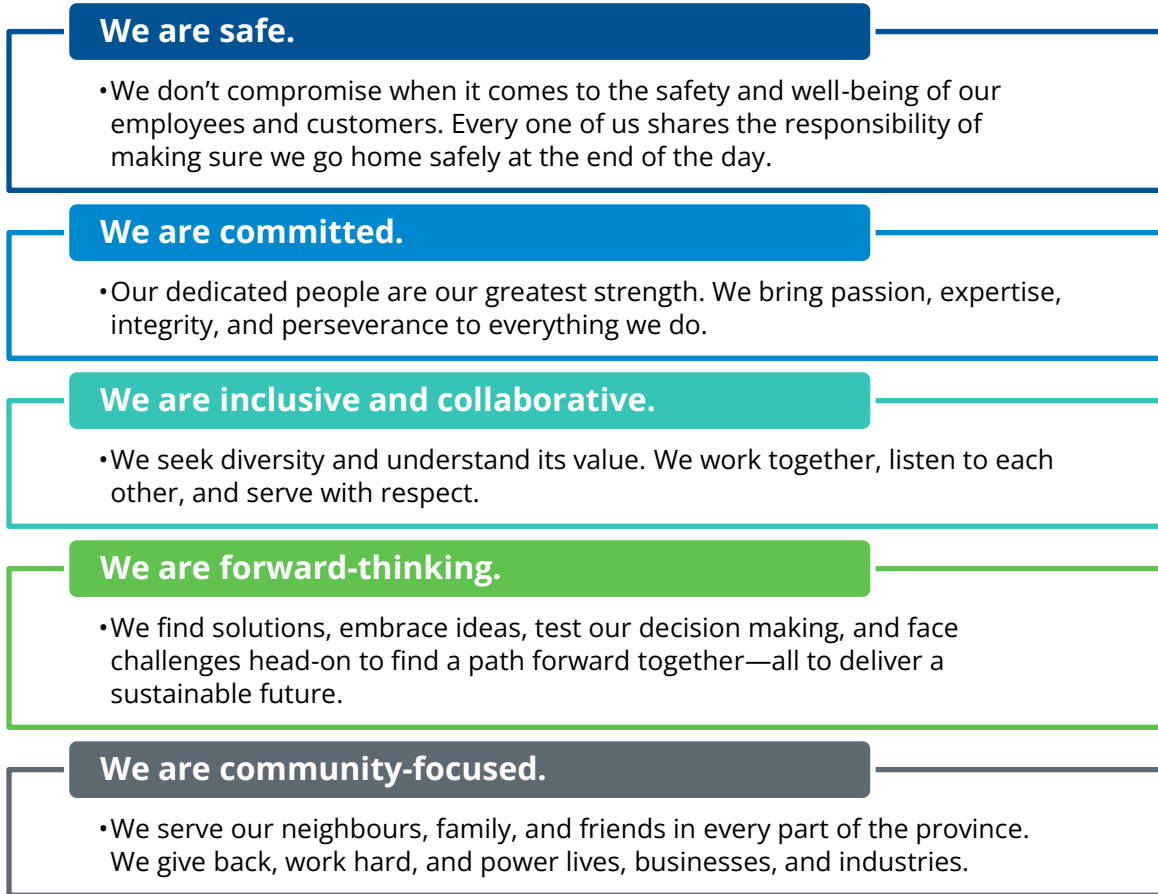 We are safe.
•We don’t compromise when it comes to the safety and well-being of our
employees and customers. Every one of us shares the responsibility of
making sure we go home safely at the end of the day.
We are committed.
•Our dedicated people are our greatest strength. We bring passion, expertise,
integrity, and perseverance to everything we do.
We are inclusive and collaborative.
•We seek diversity and understand its value. We work together, listen to each
other, and serve with respect.
We are forward-thinking.
•We find solutions, embrace ideas, test our decision making, and face
challenges head-on to find a path forward together—all to deliver a
sustainable future.
We are community-focused.
•We serve our neighbours, family, and friends in every part of the province.
We give back, work hard, and power lives, businesses, and industries.